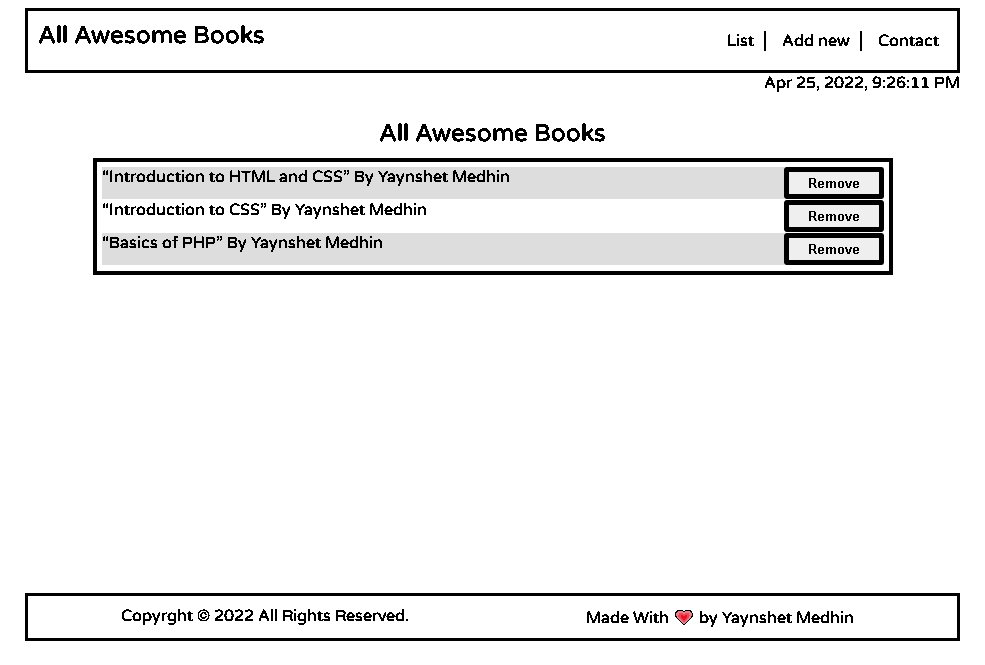 All Awesome Books
List | Add new | Contact
Apr 25, 2022, 9:26:11 PM
All Awesome Books
“Introduction to HTML and CSS” By Yaynshet Medhin Remove
“Introduction to CSS” By Yaynshet Medhin Remove
“Basics of PHP” By Yaynshet Medhin Remove
Copyrght © 2022 All Rights Reserved. Made With ❤️ by Yaynshet Medhin